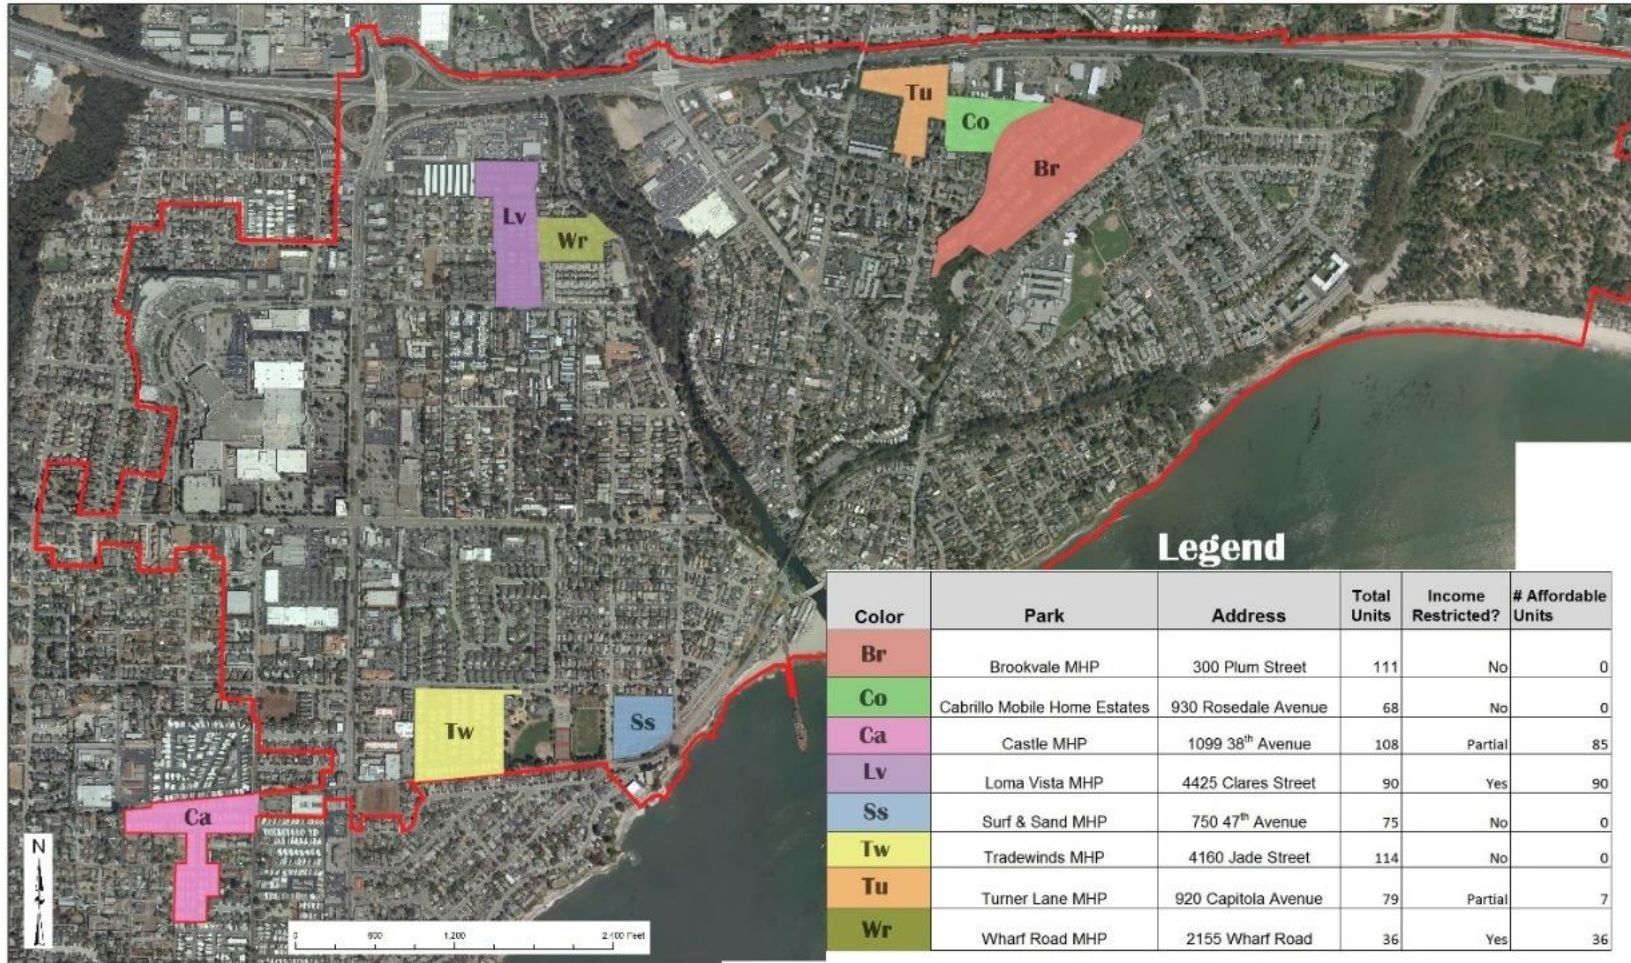 Tu
Co
Br
Lv
Wr
Tw
Ss
Ca
N
0 600 1,200 2,400 Feet
Legend
Color Park Address Total Units Income Restricted? # Affordable Units
Br Brookvale MHP 300 Plum Street 111 No 0
Co Cabrillo Mobile Home Estates 930 Rosedale Avenue 68 No 0
Ca Castle MHP 1099 38th Avenue 108 Partial 85
Lv Loma Vista MHP 4425 Clares Street 90 Yes 90
Ss Surf & Sand MHP 750 47th Avenue 75 No 0
Tw Tradewinds MHP 4160 Jade Street 114 No 0
Tu Turner Lane MHP 920 Capitola Avenue 79 Partial 7
Wr Wharf Road MHP 2155 Wharf Road 36 Yes 36